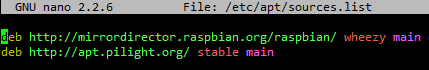 GNU nano 2.2.6 File: /etc/apt/sources.list
deb http://mirrordirector.raspbian.org/raspbian/ wheezy main
deb http://apt.pilight.org/ stable main